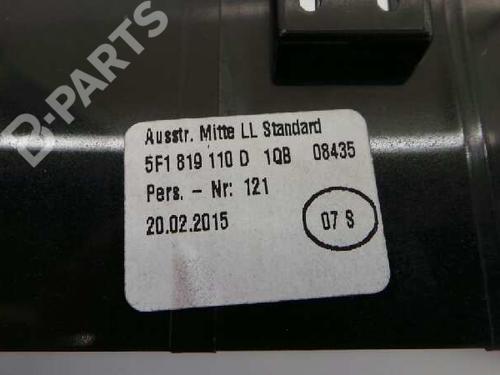 B-PARTS
Ausstr. Mitte LL Standard
5F1 819 110 D 1QB 08435
Pers. - Nr: 121
20.02.2015
07 S